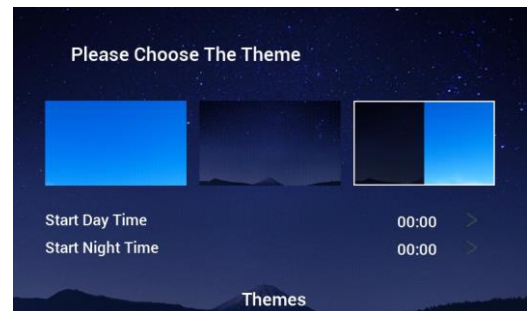 Please Choose The Theme
Start Day Time 00:00 >
Start Night Time 00:00 >
Themes